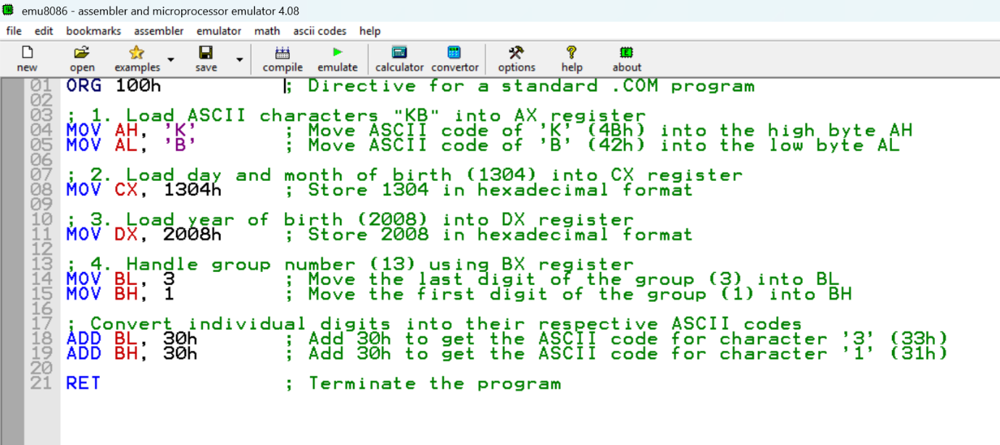 emu8086 - assembler and microprocessor emulator 4.08
file edit bookmarks assembler emulator math ascii codes help
new open examples save compile emulate calculator convertor options help about
01 ORG 100h ; Directive for a standard .COM program
02
03 ; 1. Load ASCII characters "KB" into AX register
04 MOV AH, 'K' ; Move ASCII code of 'K' (4Bh) into the high byte AH
05 MOV AL, 'B' ; Move ASCII code of 'B' (42h) into the low byte AL
06
07 ; 2. Load day and month of birth (1304) into CX register
08 MOV CX, 1304h ; Store 1304 in hexadecimal format
09
10 ; 3. Load year of birth (2008) into DX register
11 MOV DX, 2008h ; Store 2008 in hexadecimal format
12
13 ; 4. Handle group number (13) using BX register
14 MOV BL, 3 ; Move the last digit of the group (3) into BL
15 MOV BH, 1 ; Move the first digit of the group (1) into BH
16
17 ; Convert individual digits into their respective ASCII codes
18 ADD BL, 30h ; Add 30h to get the ASCII code for character '3' (33h)
19 ADD BH, 30h ; Add 30h to get the ASCII code for character '1' (31h)
20
21 RET ; Terminate the program